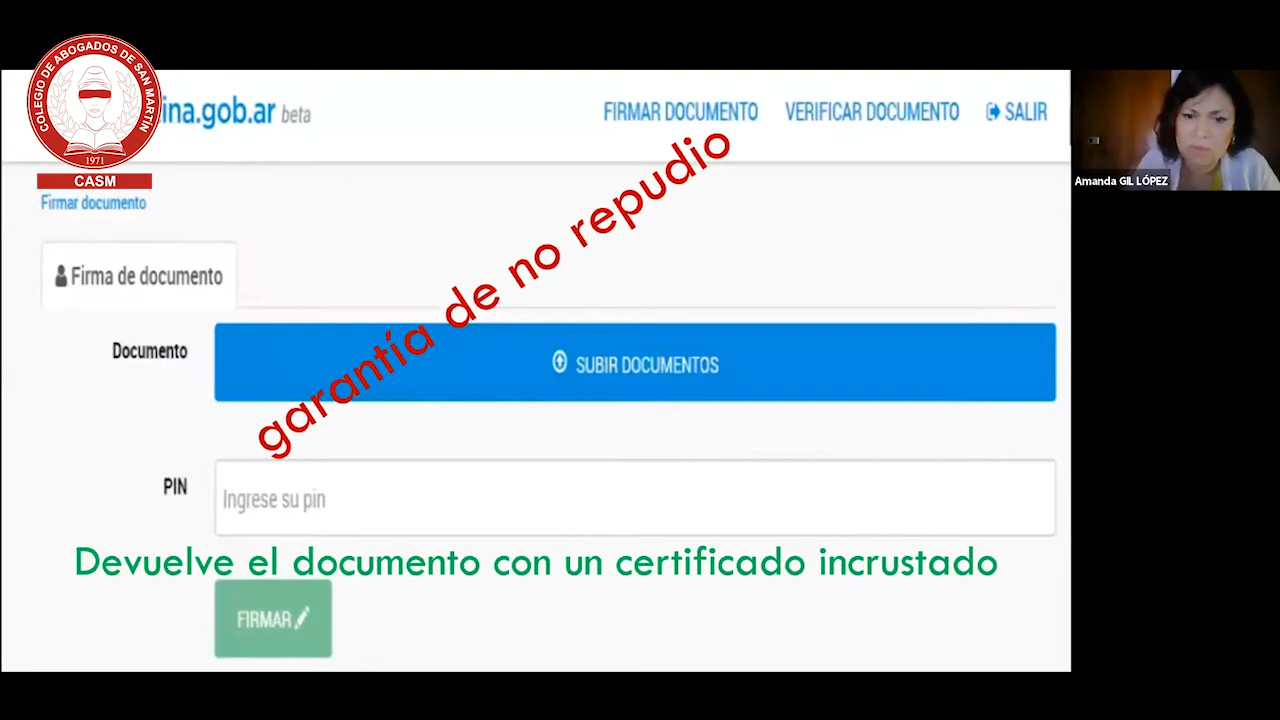 COLEGIO DE ABOGADOS DE SAN MARTÍN
1971
CASM
ina.gob.ar beta
FIRMAR DOCUMENTO
VERIFICAR DOCUMENTO
SALIR
Amanda GIL LÓPEZ
Firmar documento
Firma de documento
garantía de no repudio
Documento
SUBIR DOCUMENTOS
PIN
Ingrese su pin
Devuelve el documento con un certificado incrustado
FIRMAR